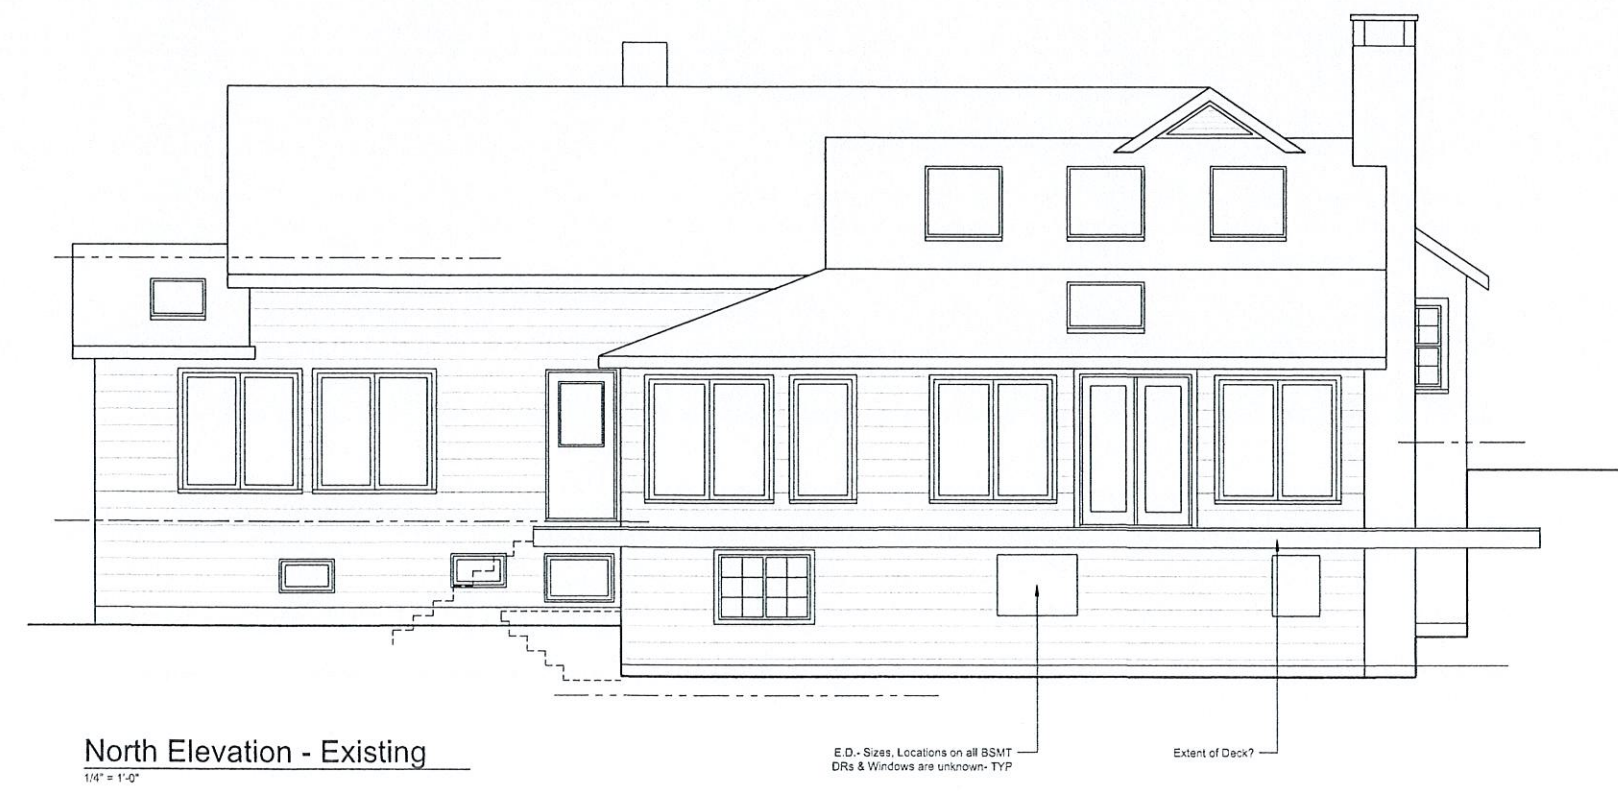 North Elevation - Existing
1/4" = 1'-0"
E.D.- Sizes, Locations on all BSMT
DRs & Windows are unknown- TYP
Extent of Deck?